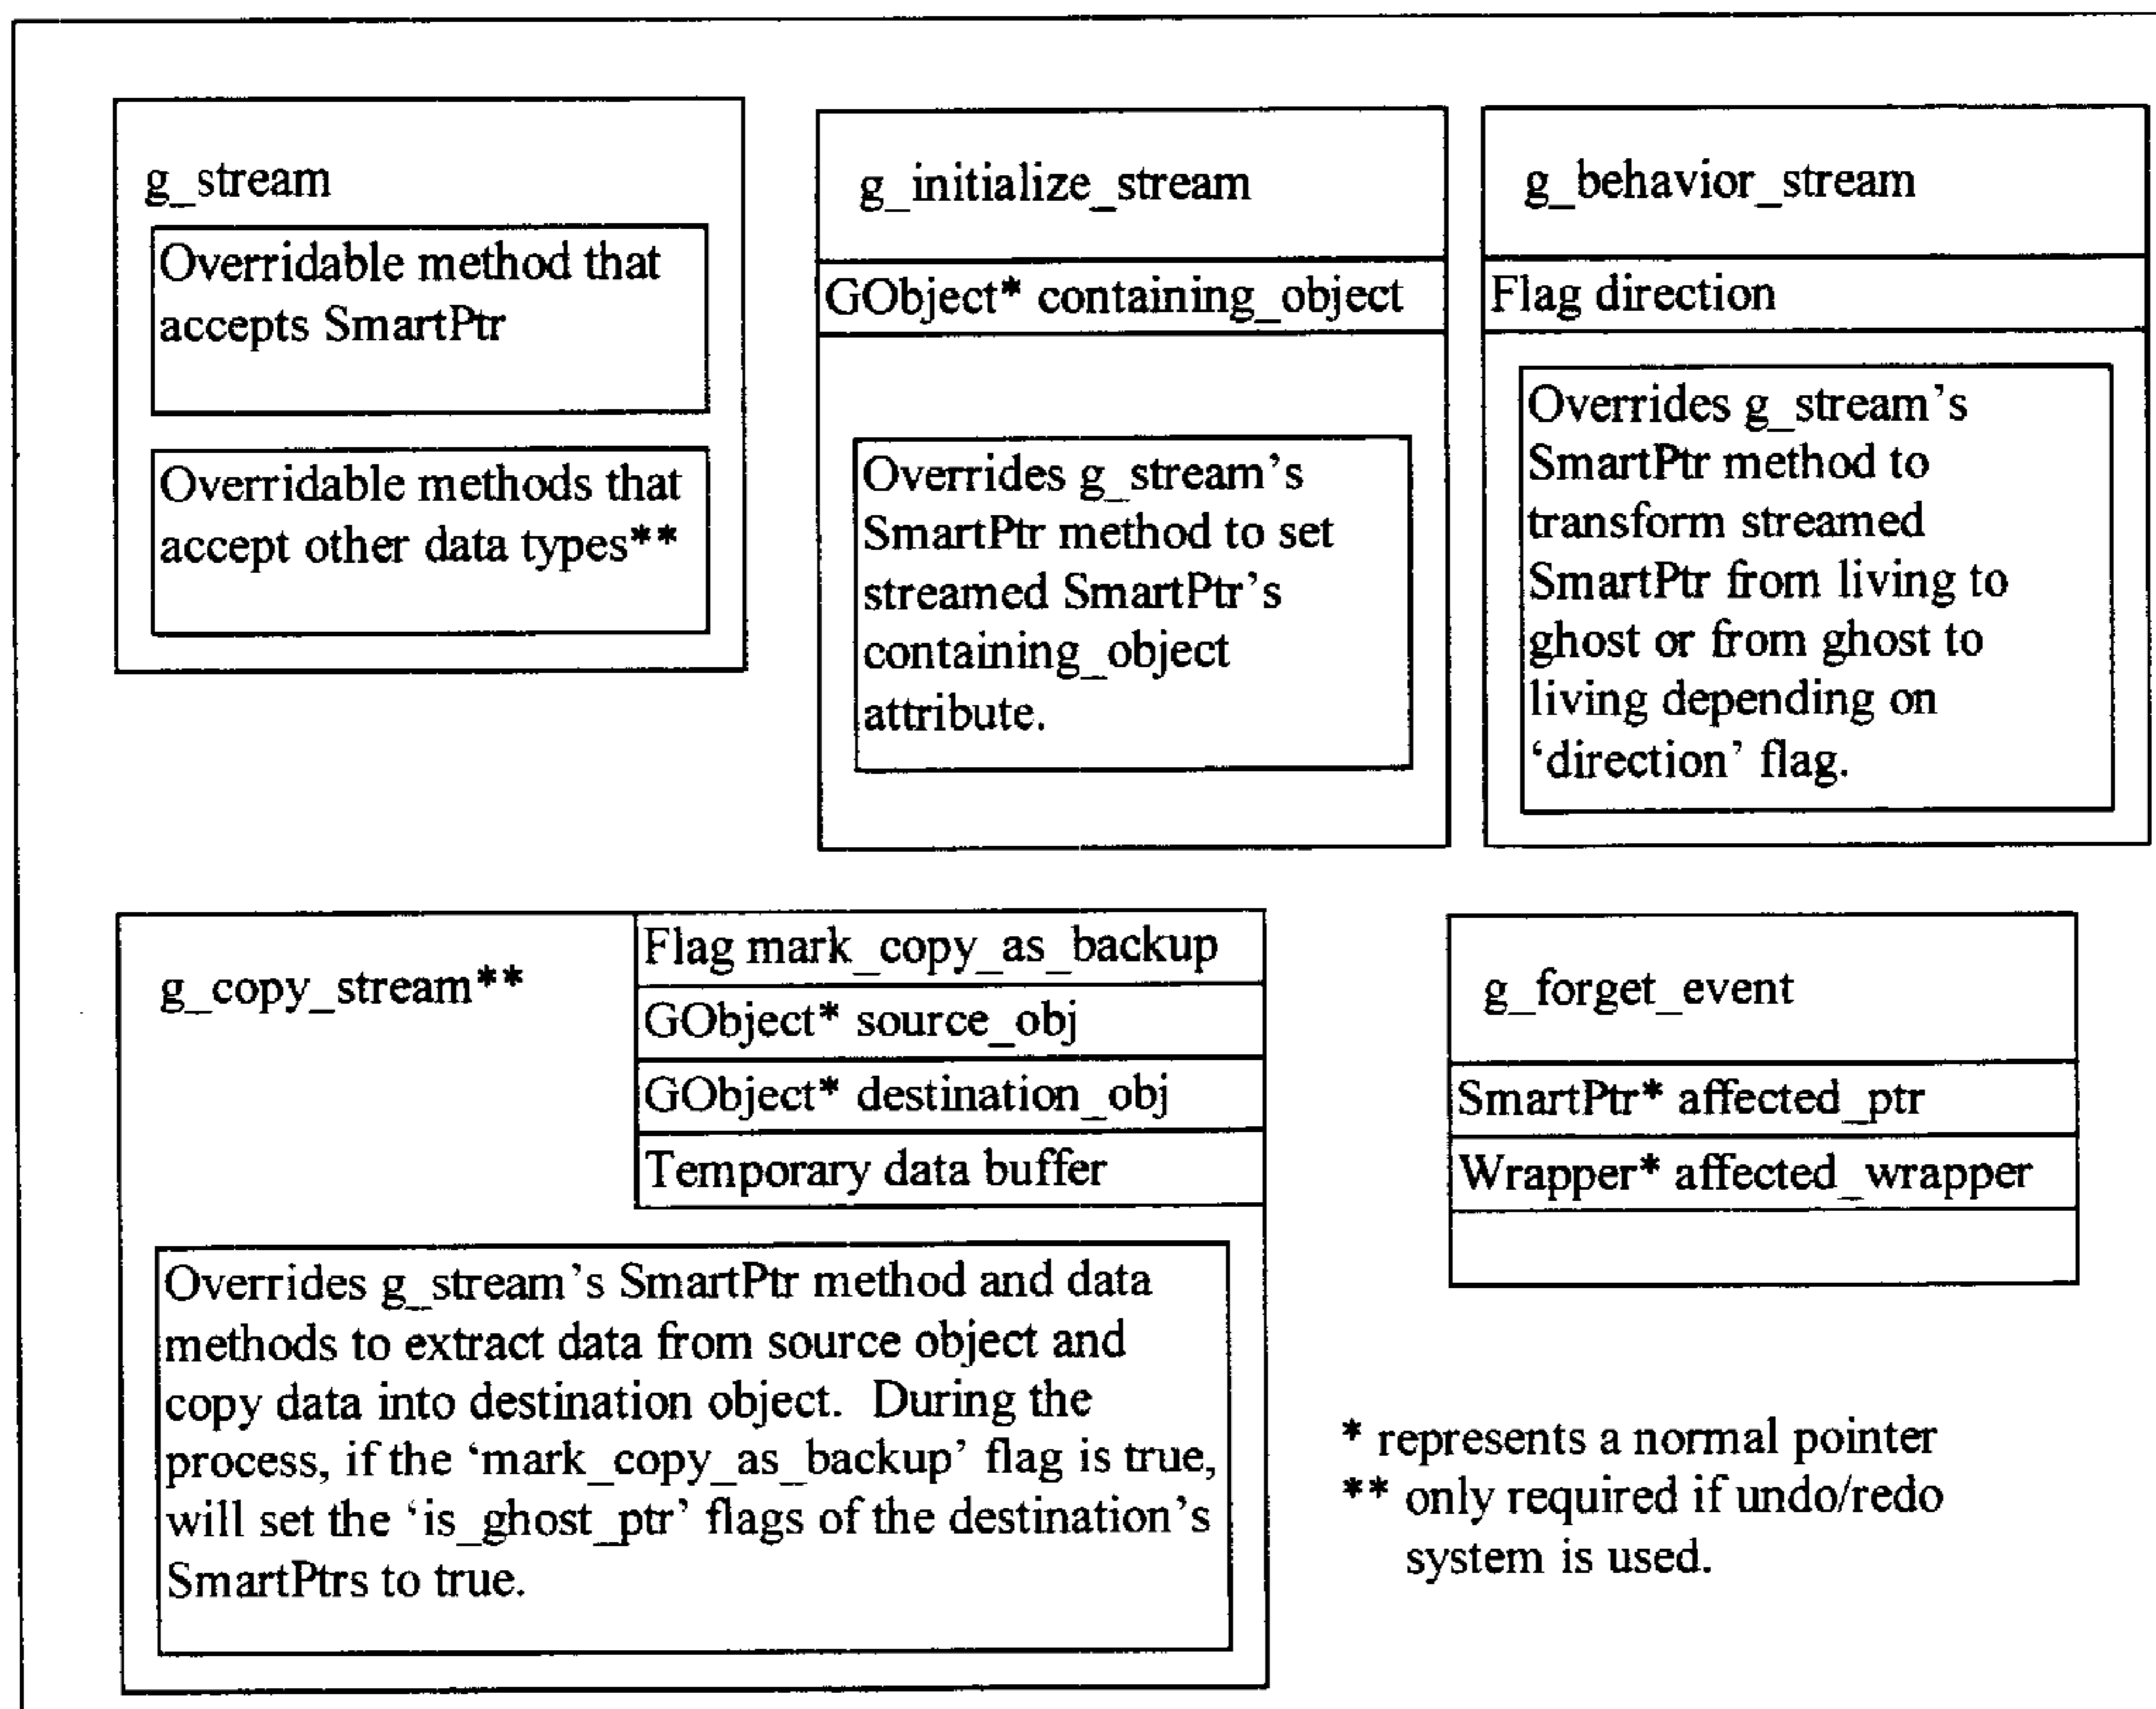 g_stream
Overridable method that
accepts SmartPtr
Overridable methods that
accept other data types**
g_initialize_stream
GObject* containing_object
Overrides g_stream's
SmartPtr method to set
streamed SmartPtr's
containing_object
attribute.
g_behavior_stream
Flag direction
Overrides g_stream's
SmartPtr method to
transform streamed
SmartPtr from living to
ghost or from ghost to
living depending on
‘direction’ flag.
g_copy_stream**
Flag mark_copy_as_backup
GObject* source_obj
GObject* destination_obj
Temporary data buffer
Overrides g_stream's SmartPtr method and data
methods to extract data from source object and
copy data into destination object. During the
process, if the ‘mark_copy_as_backup’ flag is true,
will set the ‘is_ghost_ptr’ flags of the destination's
SmartPtrs to true.
g_forget_event
SmartPtr* affected_ptr
Wrapper* affected_wrapper
* represents a normal pointer
** only required if undo/redo
system is used.